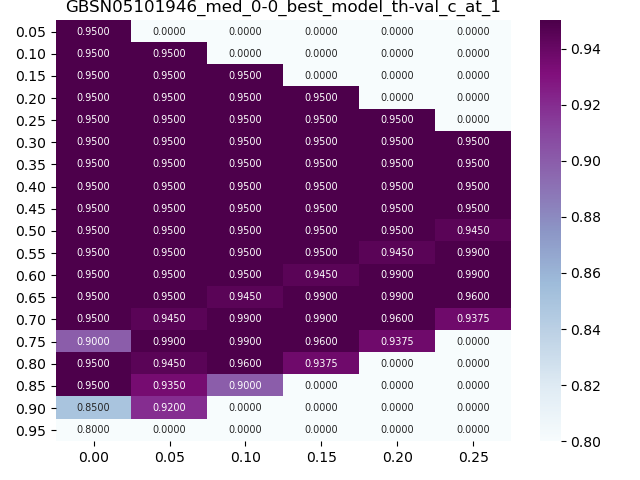 GBSN05101946_med_0-0_best_model_th-val_c_at_1
0.05 0.9500 0.0000 0.0000 0.0000 0.0000 0.0000
0.10 0.9500 0.9500 0.0000 0.0000 0.0000 0.0000
0.15 0.9500 0.9500 0.9500 0.0000 0.0000 0.0000
0.20 0.9500 0.9500 0.9500 0.9500 0.0000 0.0000
0.25 0.9500 0.9500 0.9500 0.9500 0.9500 0.0000
0.30 0.9500 0.9500 0.9500 0.9500 0.9500 0.9500
0.35 0.9500 0.9500 0.9500 0.9500 0.9500 0.9500
0.40 0.9500 0.9500 0.9500 0.9500 0.9500 0.9500
0.45 0.9500 0.9500 0.9500 0.9500 0.9500 0.9500
0.50 0.9500 0.9500 0.9500 0.9500 0.9500 0.9450
0.55 0.9500 0.9500 0.9500 0.9500 0.9450 0.9900
0.60 0.9500 0.9500 0.9500 0.9450 0.9900 0.9900
0.65 0.9500 0.9500 0.9450 0.9900 0.9900 0.9600
0.70 0.9500 0.9450 0.9900 0.9900 0.9600 0.9375
0.75 0.9000 0.9900 0.9900 0.9600 0.9375 0.0000
0.80 0.9500 0.9450 0.9600 0.9375 0.0000 0.0000
0.85 0.9500 0.9350 0.9000 0.0000 0.0000 0.0000
0.90 0.8500 0.9200 0.0000 0.0000 0.0000 0.0000
0.95 0.8000 0.0000 0.0000 0.0000 0.0000 0.0000
0.00 0.05 0.10 0.15 0.20 0.25
0.94
0.92
0.90
0.88
0.86
0.84
0.82
0.80